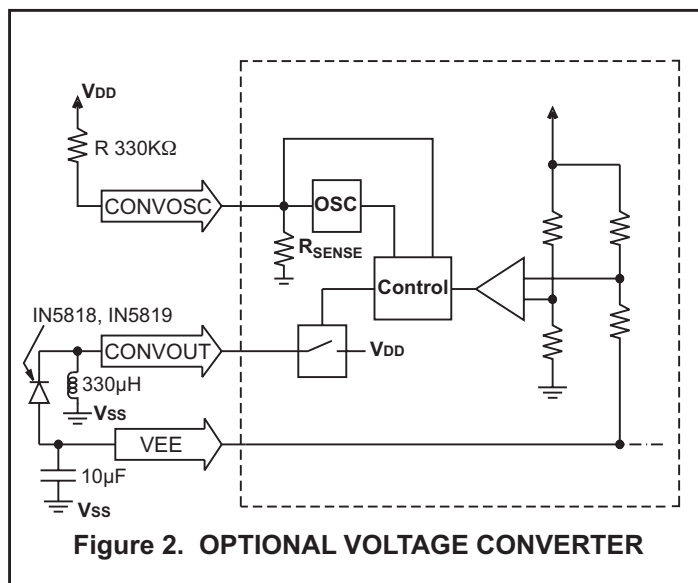 VDD
R 330KΩ
CONVOSC
OSC
RSENSE
Control
IN5818, IN5819
CONVOUT
VDD
330µH
VSS
VEE
10µF
VSS
Figure 2. OPTIONAL VOLTAGE CONVERTER